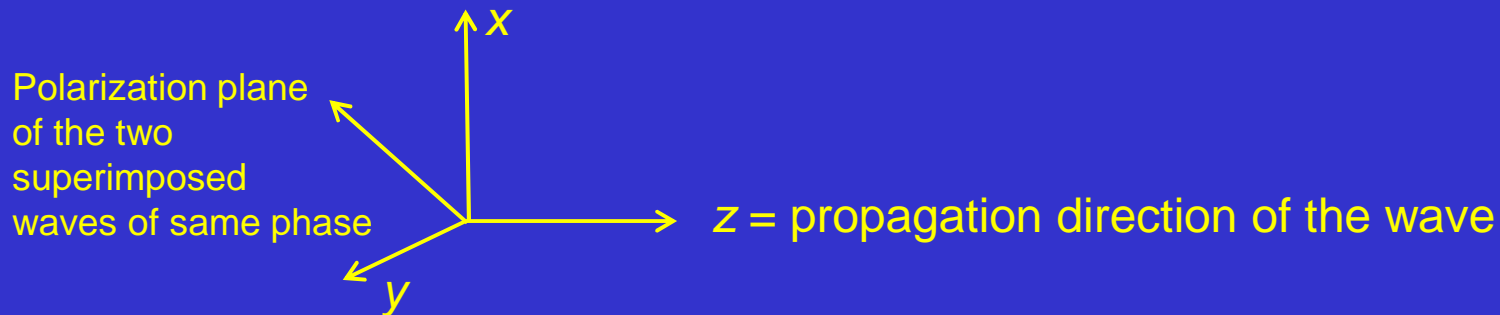 x
Polarization plane
of the two
superimposed
waves of same phase
z = propagation direction of the wave
y